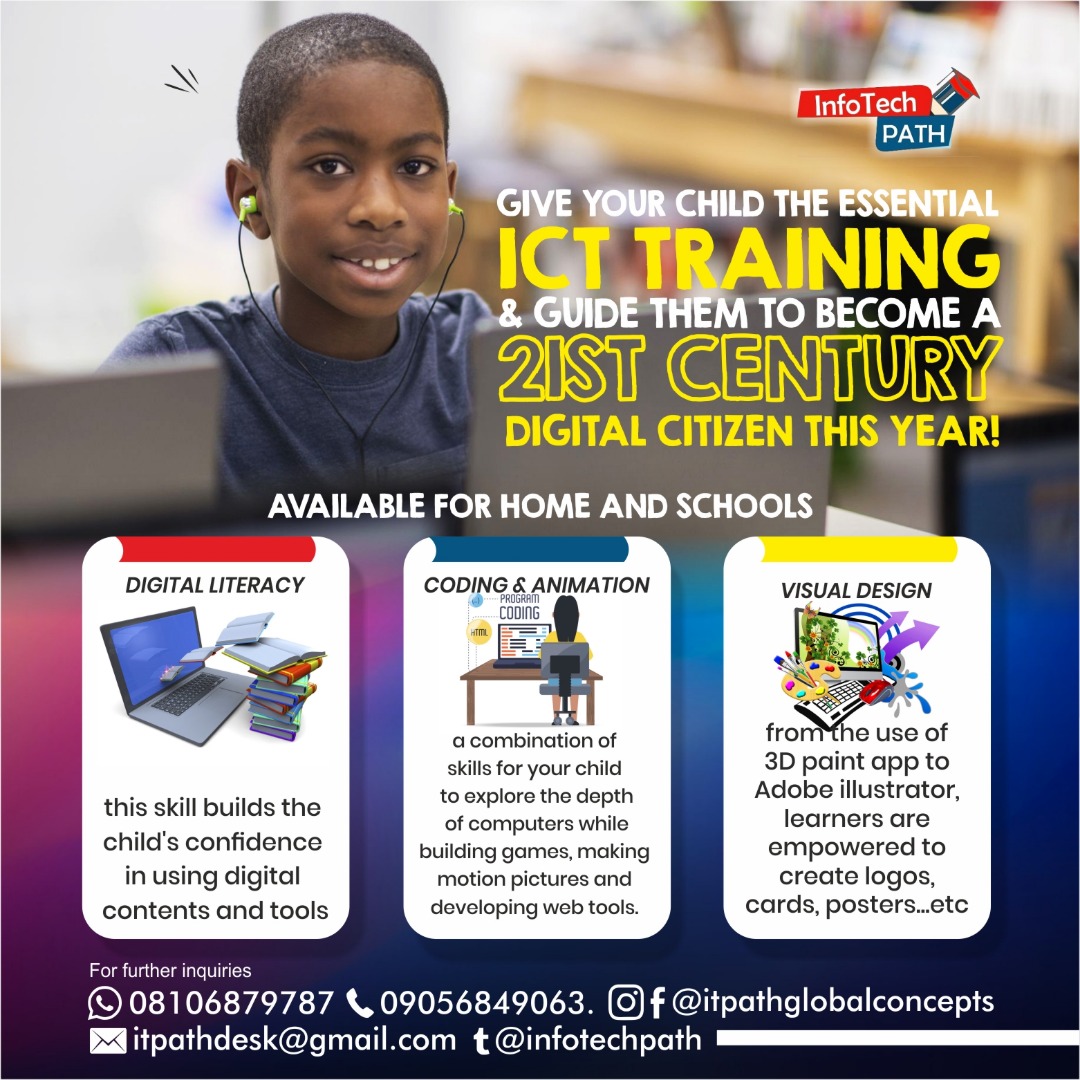 InfoTech
PATH
GIVE YOUR CHILD THE ESSENTIAL
ICT TRAINING
& GUIDE THEM TO BECOME A
21ST CENTURY
DIGITAL CITIZEN THIS YEAR!
AVAILABLE FOR HOME AND SCHOOLS
DIGITAL LITERACY
this skill builds the
child's confidence
in using digital
contents and tools
CODING & ANIMATION
PROGRAM
CODING
HTML
a combination of
skills for your child
to explore the depth
of computers while
building games, making
motion pictures and
developing web tools.
VISUAL DESIGN
from the use of
3D paint app to
Adobe illustrator,
learners are
empowered to
create logos,
cards, posters...etc
For further inquiries
08106879787 09056849063. @itpathglobalconcepts
itpathdesk@gmail.com t @infotechpath